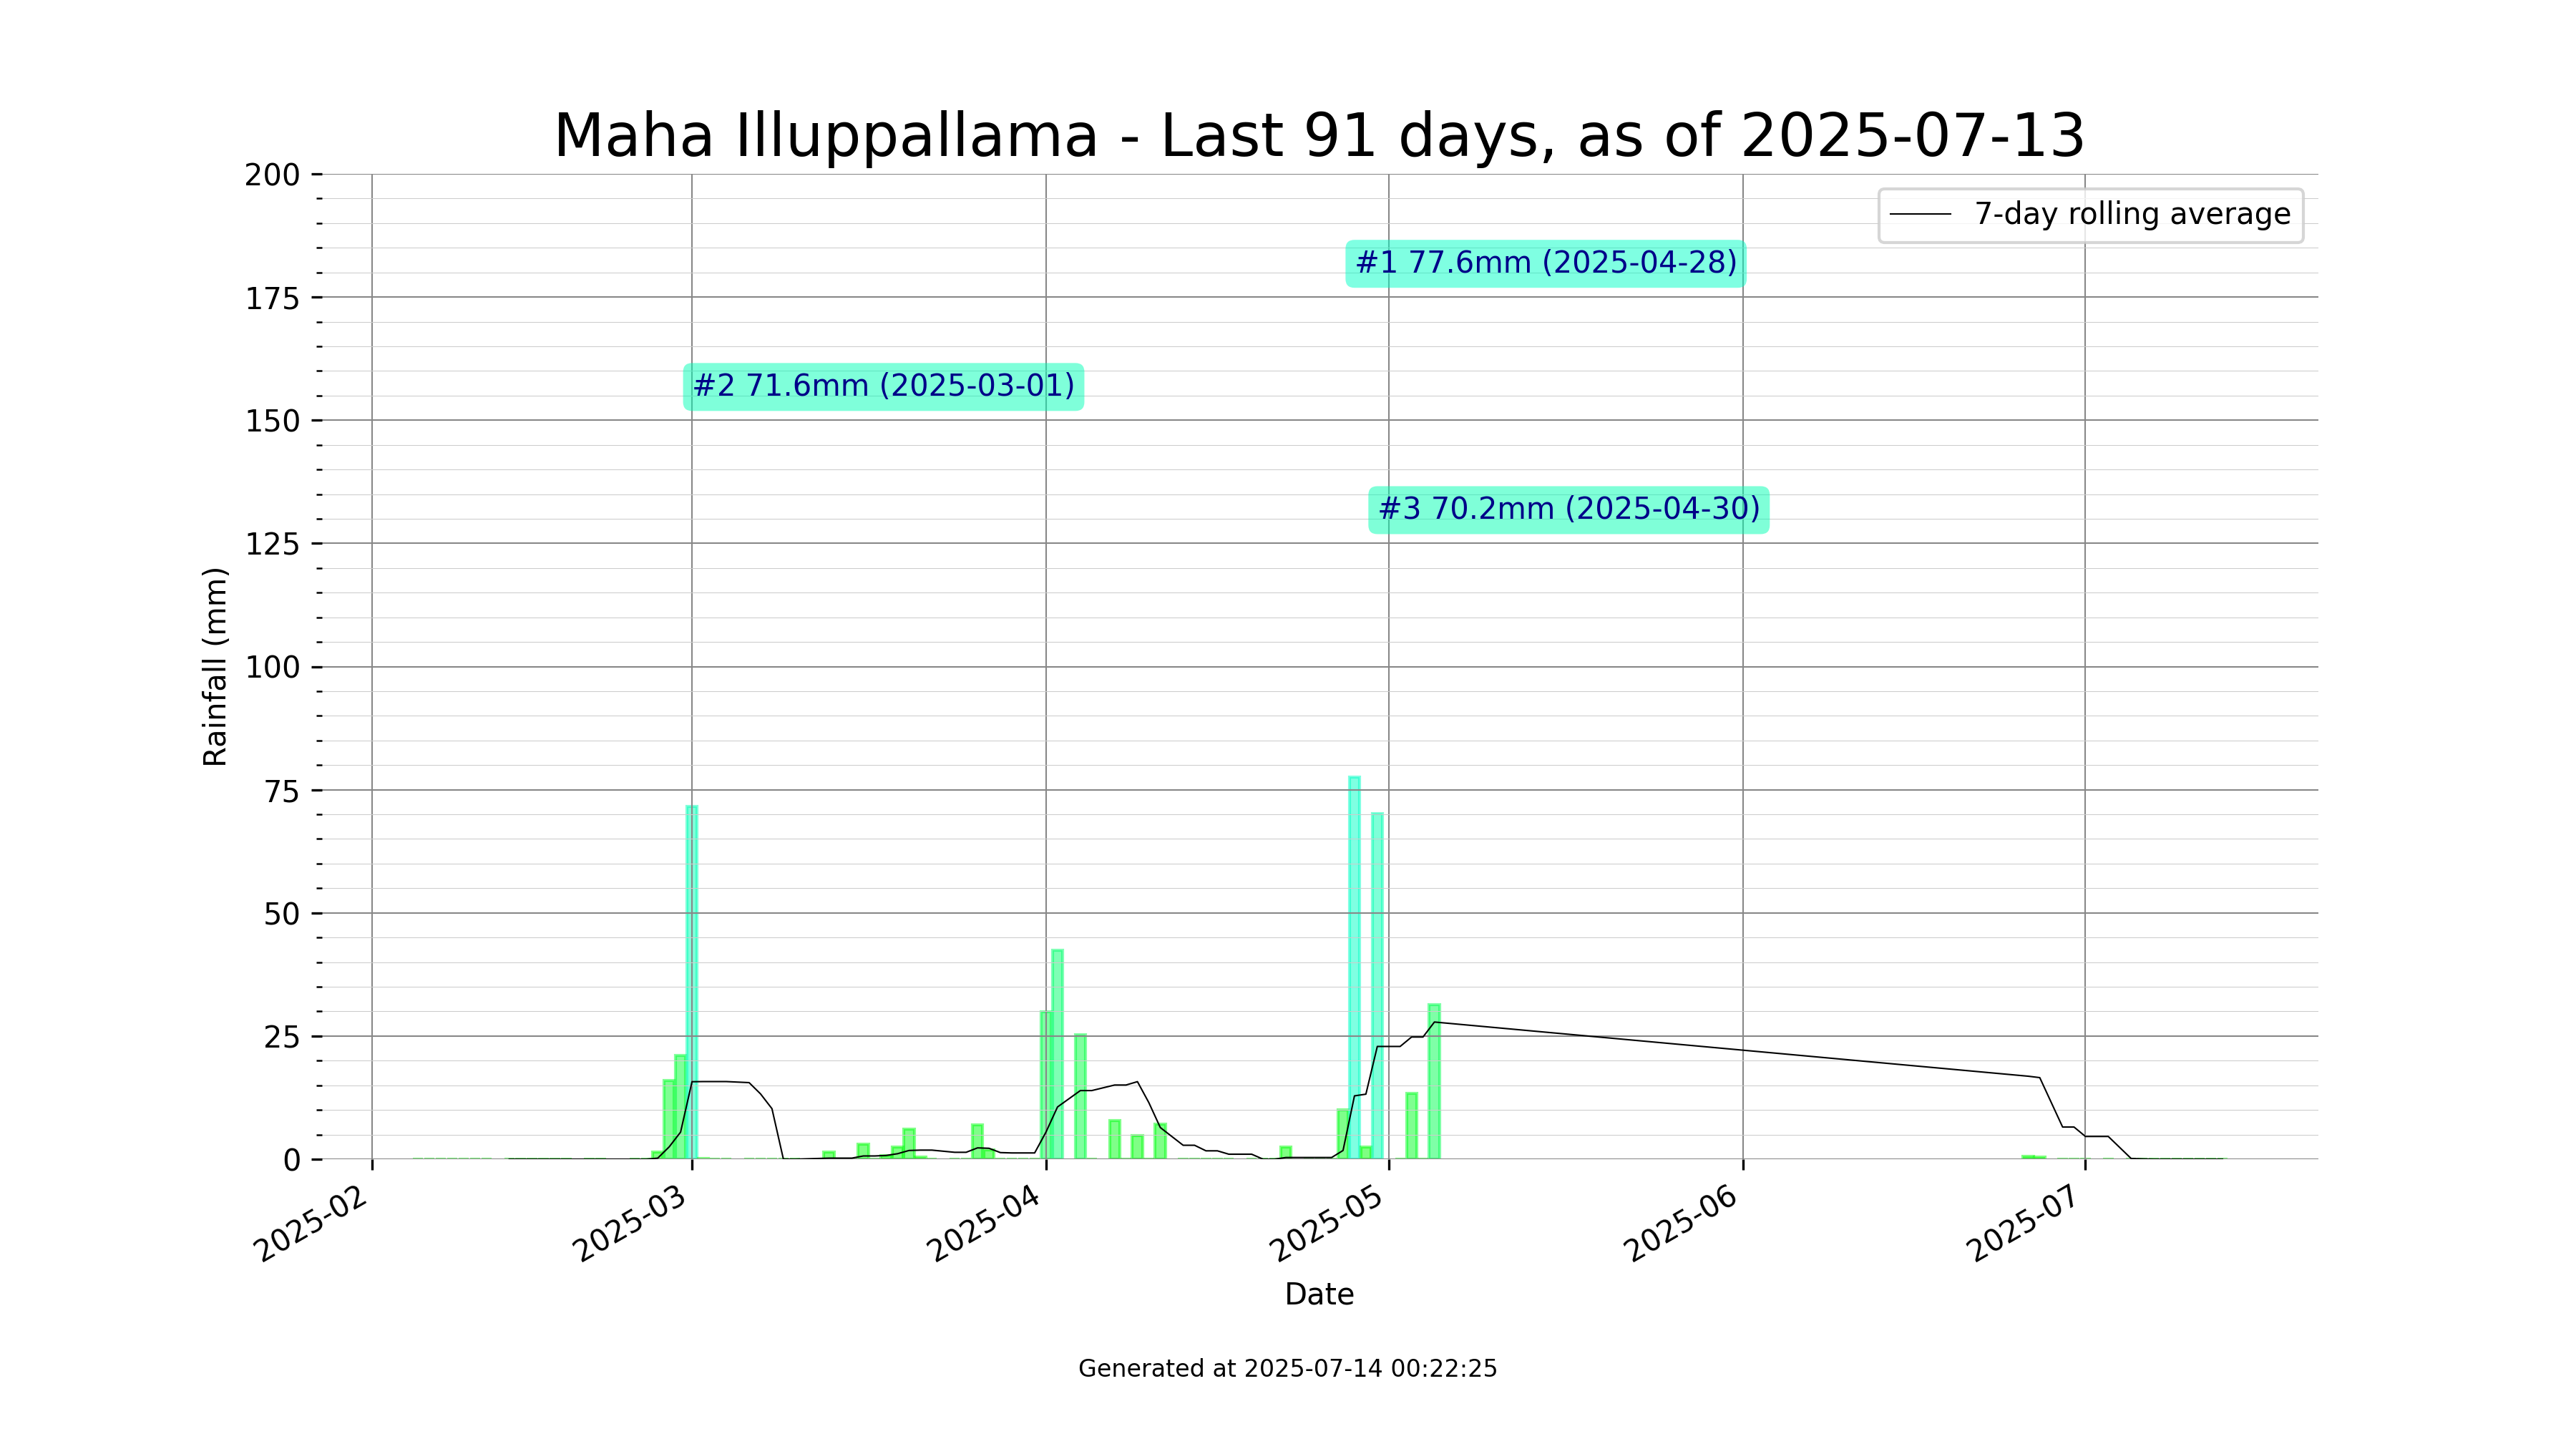 Maha Illuppallama - Last 91 days, as of 2025-07-13
200
175
150
125
100
75
50
25
0
Rainfall (mm)
7-day rolling average
#1 77.6mm (2025-04-28)
#2 71.6mm (2025-03-01)
#3 70.2mm (2025-04-30)
2025-02
2025-03
2025-04
2025-05
2025-06
2025-07
Date
Generated at 2025-07-14 00:22:25